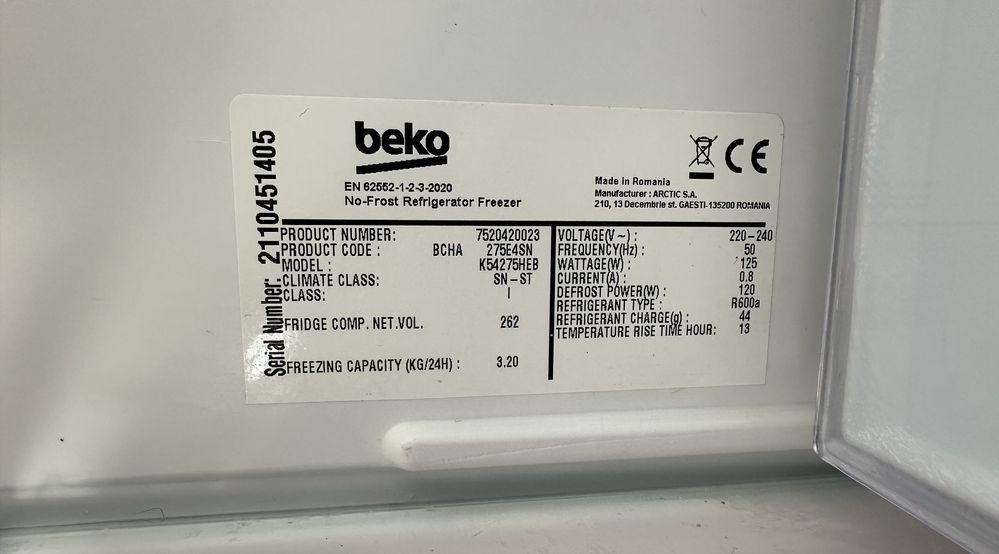 beko
CE
EN 62552-1-2-3-2020
No-Frost Refrigerator Freezer
Made in Romania
Manufacturer : ARCTIC S.A.
210, 13 Decembrie st. GAESTI-135200 ROMANIA
Serial Number: 2110451405
PRODUCT NUMBER: 7520420023
PRODUCT CODE : BCHA 275E4SN
MODEL : K54275HEB
CLIMATE CLASS: SN-ST
CLASS: I
FRIDGE COMP. NET.VOL. 262
FREEZING CAPACITY (KG/24H) : 3.20
VOLTAGE(V ~) : 220-240
FREQUENCY(Hz) : 50
WATTAGE(W) : 125
CURRENT(A) : 0.8
DEFROST POWER(W) : 120
REFRIGERANT TYPE : R600a
REFRIGERANT CHARGE(g) : 44
TEMPERATURE RISE TIME HOUR: 13